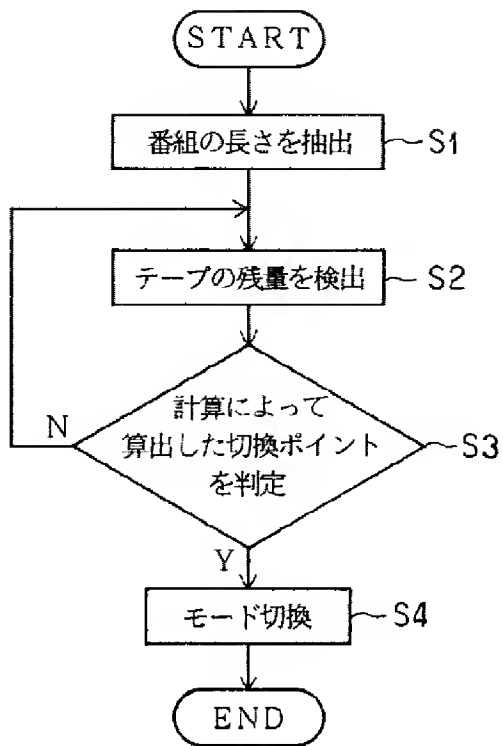 START
番組の長さを抽出
S1
テープの残量を検出
S2
計算によって
算出した切換ポイント
を判定
S3
N
Y
モード切換
S4
END